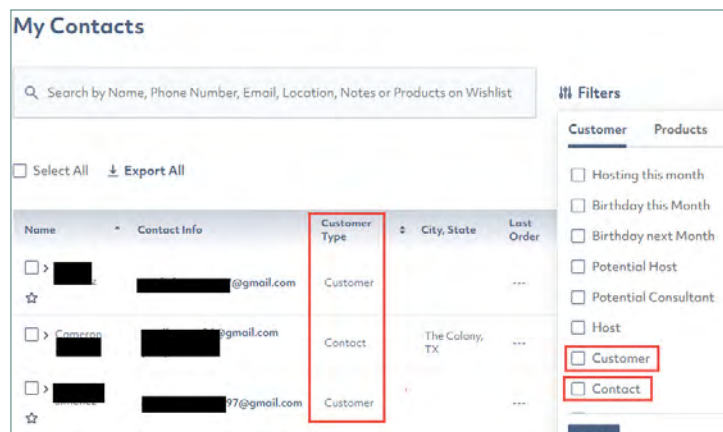 My Contacts
Search by Name, Phone Number, Email, Location, Notes or Products on Wishlist
Filters
Customer Products
Select All Export All
Hosting this month
Birthday this Month
Birthday next Month
Potential Host
Potential Consultant
Host
Customer
Contact
Name Contact Info Customer Type City, State Last Order
@gmail.com Customer ---
Cameron @gmail.com Contact The Colony, TX ---
97@gmail.com Customer ---